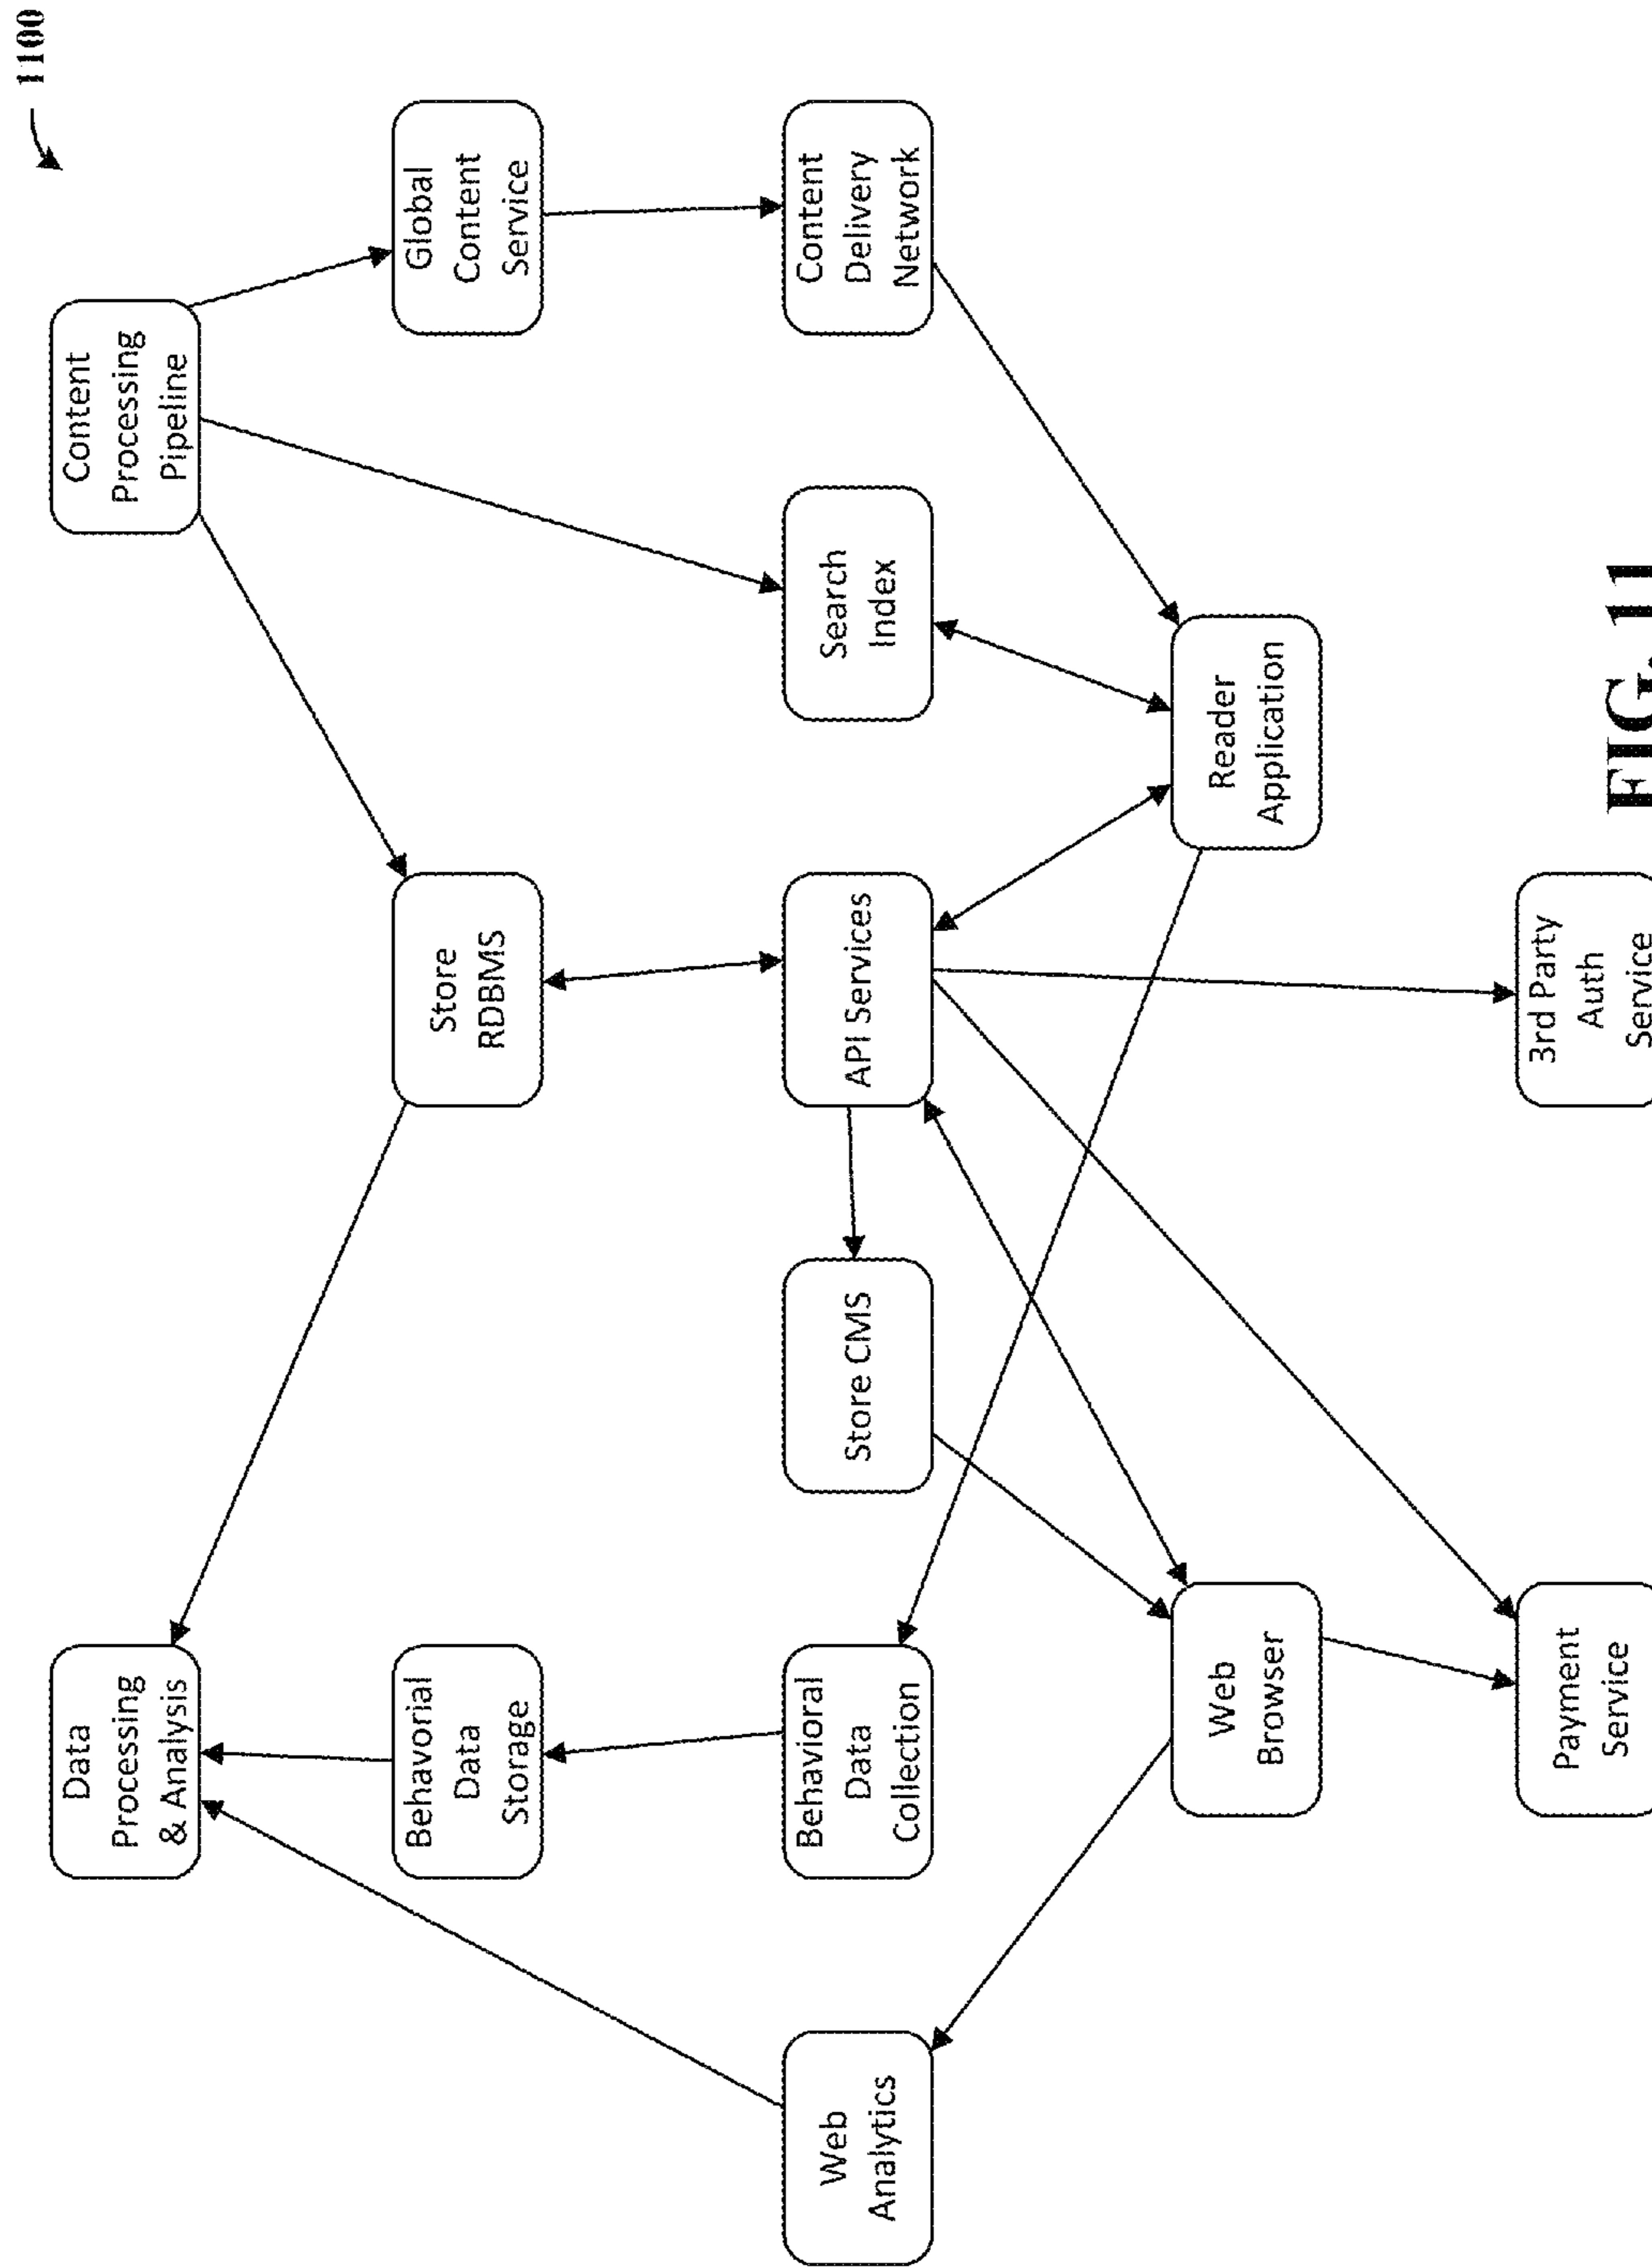 1100
Data
Processing
& Analysis
Content
Processing
Pipeline
Behavorial
Data
Storage
Store
RDBMS
Global
Content
Service
Web
Analytics
Behavioral
Data
Collection
Store CMS
API Services
Search
Index
Content
Delivery
Network
Web
Browser
Reader
Application
Payment
Service
3rd Party
Auth
Service
FIG. 11